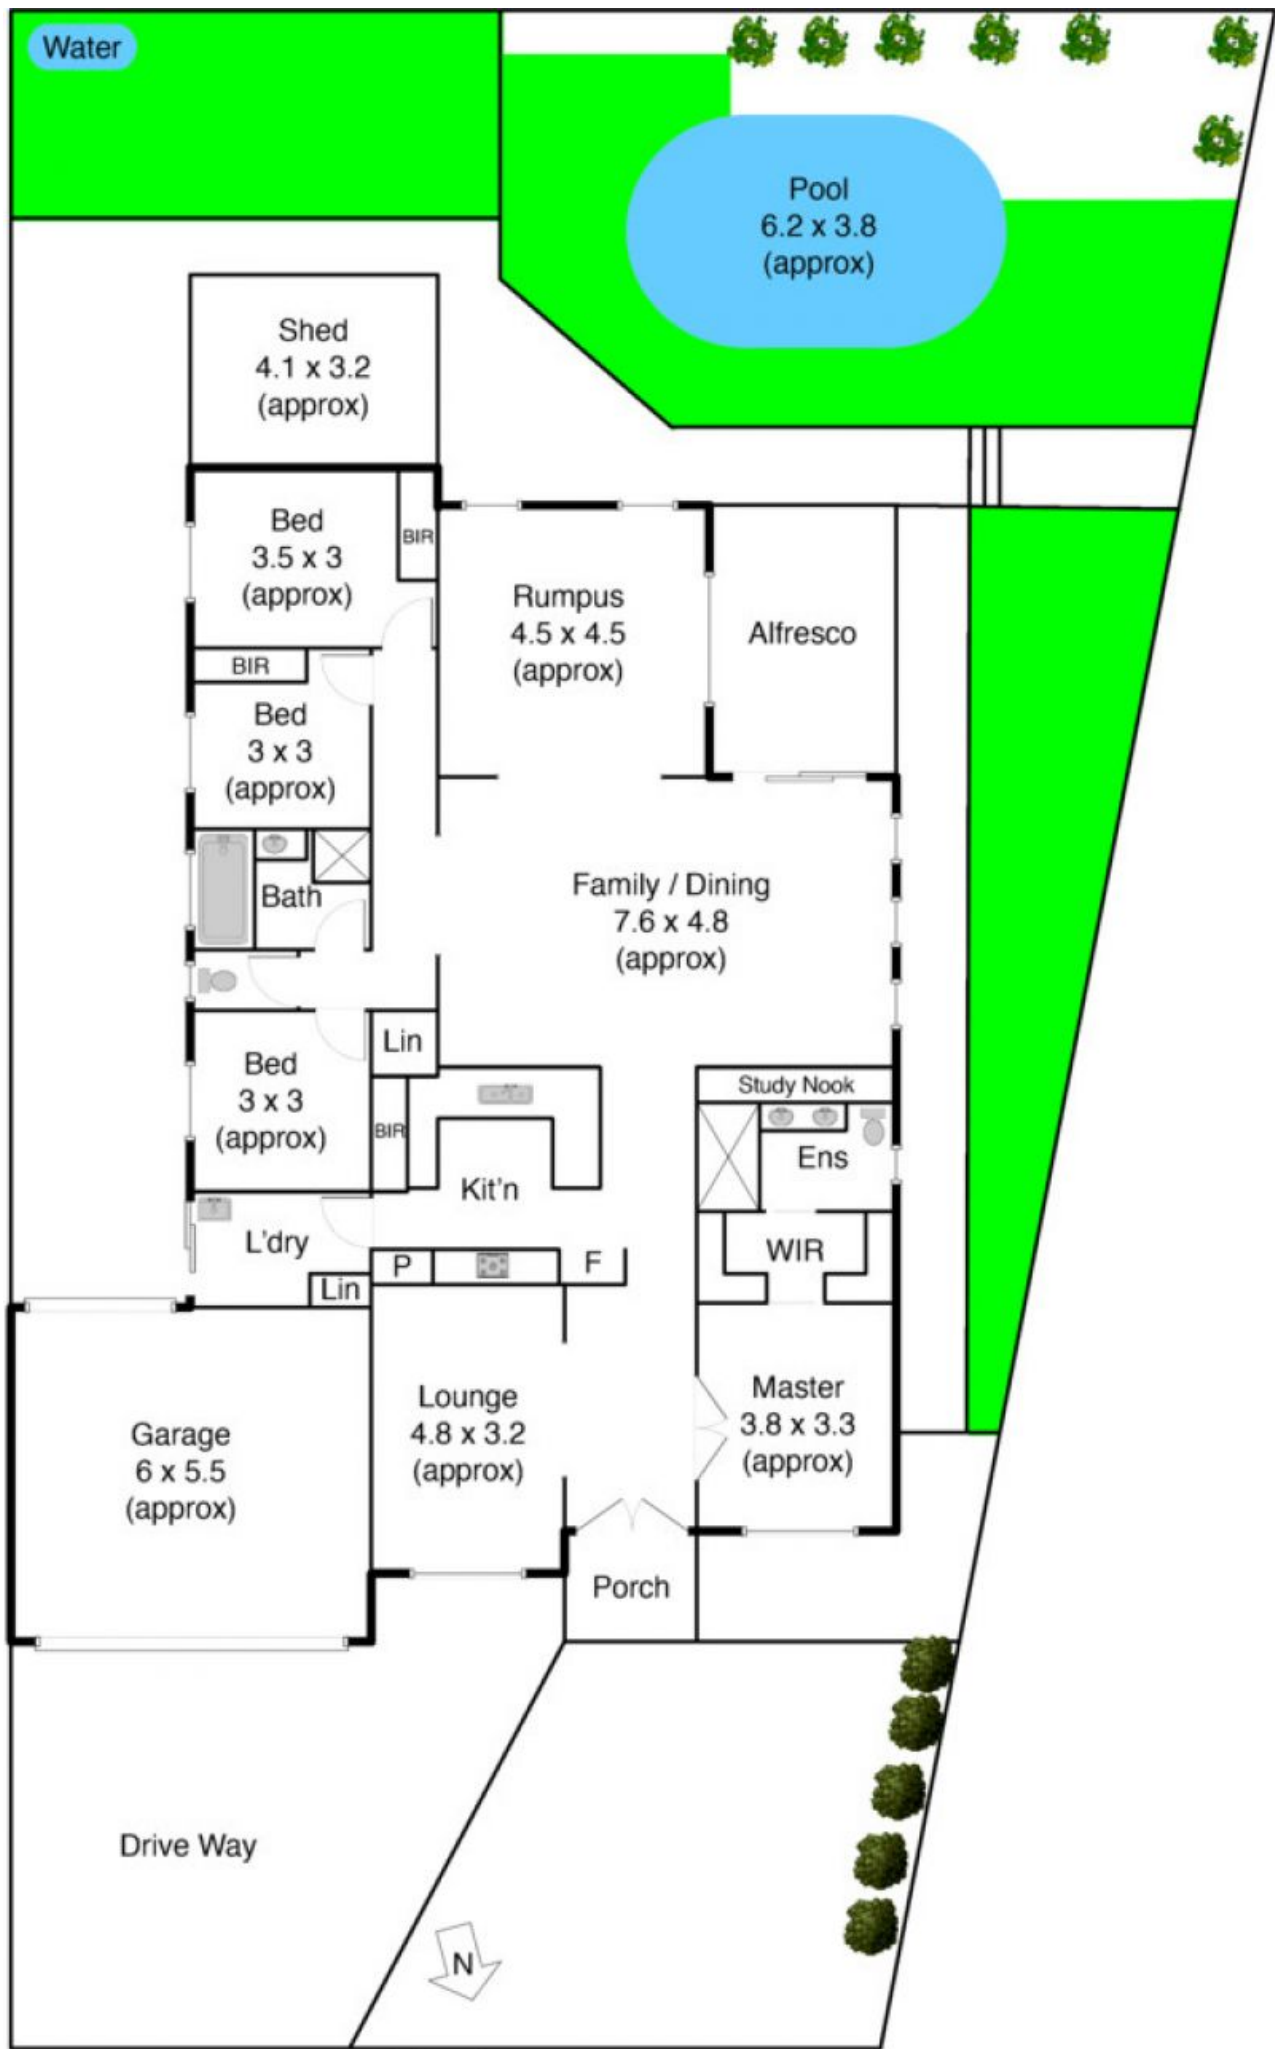 Water
Pool
6.2 x 3.8
(approx)
Shed
4.1 x 3.2
(approx)
Bed
3.5 x 3
(approx)
BIR
Rumpus
4.5 x 4.5
(approx)
Alfresco
BIR
Bed
3 x 3
(approx)
Bath
Family / Dining
7.6 x 4.8
(approx)
Lin
Bed
3 x 3
(approx)
BIR
Study Nook
Ens
Kit'n
L'dry
P
F
WIR
Lin
Lounge
4.8 x 3.2
(approx)
Master
3.8 x 3.3
(approx)
Garage
6 x 5.5
(approx)
Porch
Drive Way
N